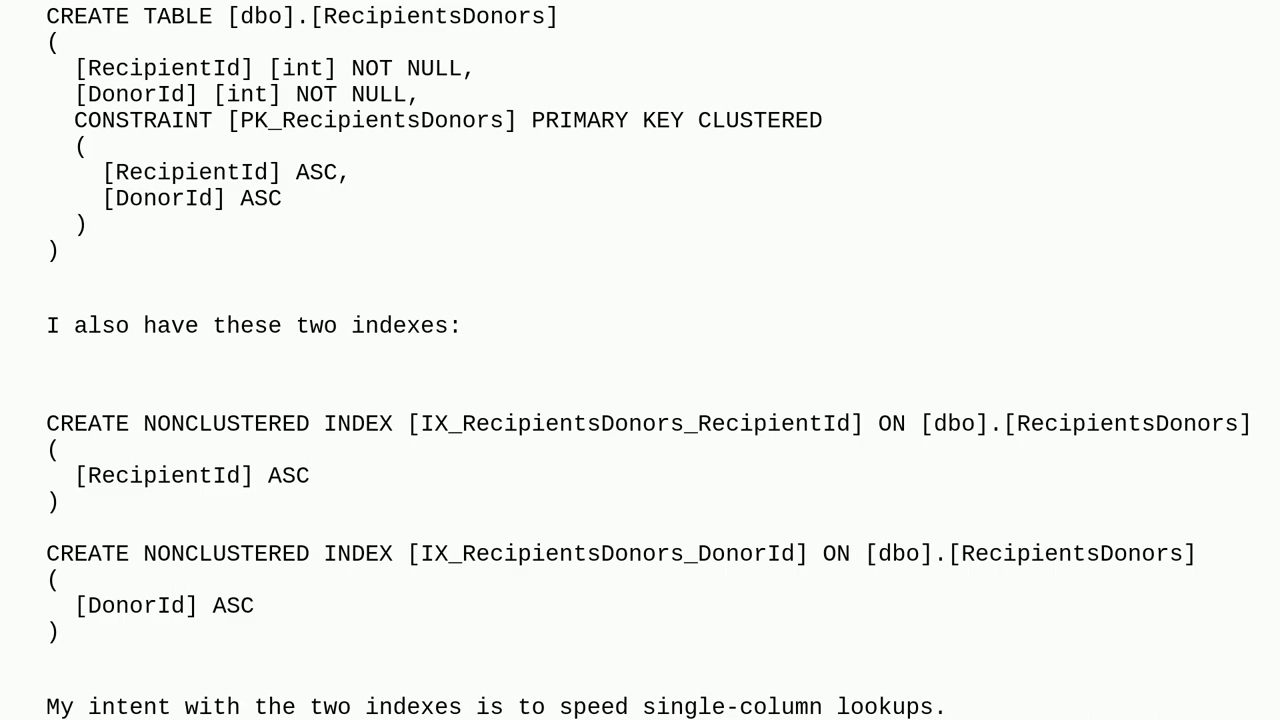 CREATE TABLE [dbo].[RecipientsDonors]
(
  [RecipientId] [int] NOT NULL,
  [DonorId] [int] NOT NULL,
  CONSTRAINT [PK_RecipientsDonors] PRIMARY KEY CLUSTERED
  (
    [RecipientId] ASC,
    [DonorId] ASC
  )
)
I also have these two indexes:
CREATE NONCLUSTERED INDEX [IX_RecipientsDonors_RecipientId] ON [dbo].[RecipientsDonors]
(
  [RecipientId] ASC
)
CREATE NONCLUSTERED INDEX [IX_RecipientsDonors_DonorId] ON [dbo].[RecipientsDonors]
(
  [DonorId] ASC
)
My intent with the two indexes is to speed single-column lookups.